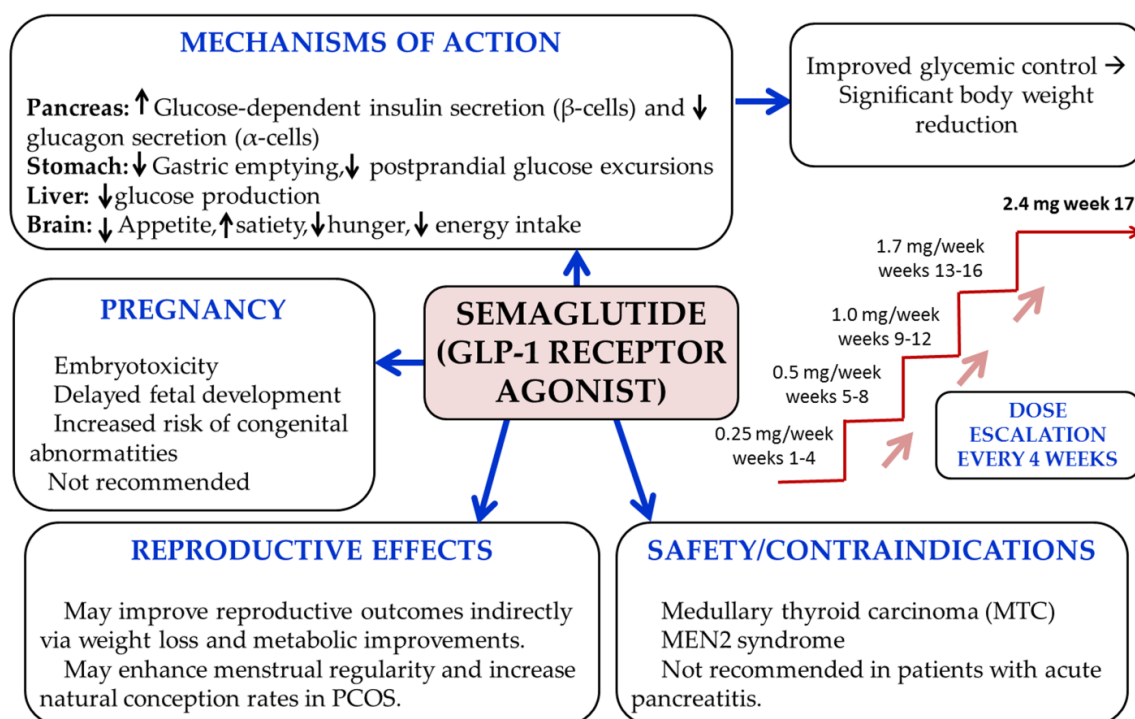 MECHANISMS OF ACTION
Pancreas: ↑ Glucose-dependent insulin secretion (β-cells) and ↓
glucagon secretion (α-cells)
Stomach: ↓ Gastric emptying, ↓ postprandial glucose excursions
Liver: ↓ glucose production
Brain: ↓ Appetite, ↑ satiety, ↓ hunger, ↓ energy intake
Improved glycemic control →
Significant body weight
reduction
2.4 mg week 17
1.7 mg/week
weeks 13-16
1.0 mg/week
weeks 9-12
0.5 mg/week
weeks 5-8
0.25 mg/week
weeks 1-4
DOSE
ESCALATION
EVERY 4 WEEKS
PREGNANCY
Embryotoxicity
Delayed fetal development
Increased risk of congenital
abnormatities
Not recommended
SEMAGLUTIDE
(GLP-1 RECEPTOR
AGONIST)
REPRODUCTIVE EFFECTS
May improve reproductive outcomes indirectly
via weight loss and metabolic improvements.
May enhance menstrual regularity and increase
natural conception rates in PCOS.
SAFETY/CONTRAINDICATIONS
Medullary thyroid carcinoma (MTC)
MEN2 syndrome
Not recommended in patients with acute
pancreatitis.